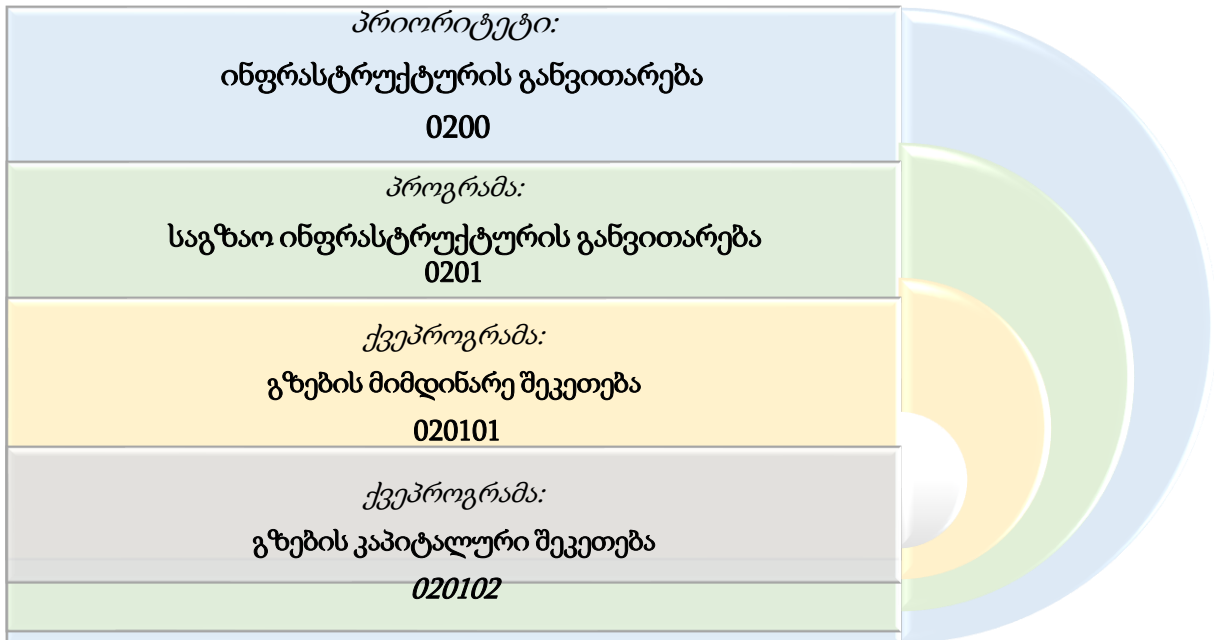 პრიორიტეტი:
ინფრასტრუქტურის განვითარება
0200
პროგრამა:
საგზაო ინფრასტრუქტურის განვითარება
0201
ქვეპროგრამა:
გზების მიმდინარე შეკეთება
020101
ქვეპროგრამა:
გზების კაპიტალური შეკეთება
020102